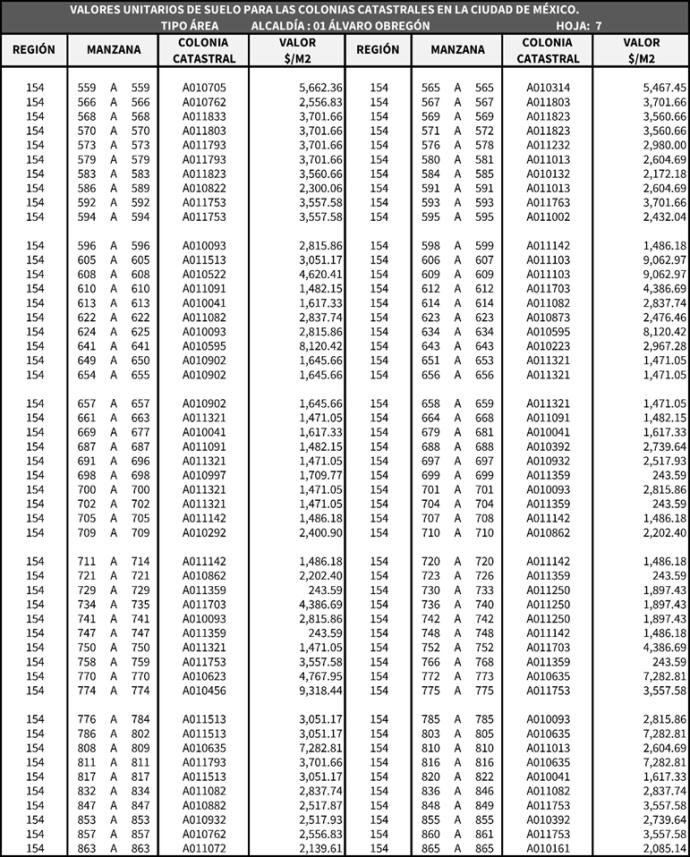 VALORES UNITARIOS DE SUELO PARA LAS COLONIAS CATASTRALES EN LA CIUDAD DE MÉXICO.
TIPO ÁREA ALCALDÍA : 01 ÁLVARO OBREGÓN HOJA: 7
REGIÓN MANZANA COLONIA CATASTRAL VALOR $/M2 REGIÓN MANZANA COLONIA CATASTRAL VALOR $/M2
154 559 A 559 A010705 5,662.36 154 565 A 565 A010314 5,467.45
154 566 A 566 A010762 2,556.83 154 567 A 567 A011803 3,701.66
154 568 A 568 A011833 3,701.66 154 569 A 569 A011823 3,560.66
154 570 A 570 A011803 3,701.66 154 571 A 572 A011823 3,560.66
154 573 A 573 A011793 3,701.66 154 576 A 578 A011232 2,980.00
154 579 A 579 A011793 3,701.66 154 580 A 581 A011013 2,604.69
154 583 A 583 A011823 3,560.66 154 584 A 585 A010132 2,172.18
154 586 A 589 A010822 2,300.06 154 591 A 591 A011013 2,604.69
154 592 A 592 A011753 3,557.58 154 593 A 593 A011763 3,701.66
154 594 A 594 A011753 3,557.58 154 595 A 595 A011002 2,432.04
154 596 A 596 A010093 2,815.86 154 598 A 599 A011142 1,486.18
154 605 A 605 A011513 3,051.17 154 606 A 607 A011103 9,062.97
154 608 A 608 A010522 4,620.41 154 609 A 609 A011103 9,062.97
154 610 A 610 A011091 1,482.15 154 612 A 612 A011703 4,386.69
154 613 A 613 A010041 1,617.33 154 614 A 614 A011082 2,837.74
154 622 A 622 A011082 2,837.74 154 623 A 623 A010873 2,476.46
154 624 A 625 A010093 2,815.86 154 634 A 634 A010595 8,120.42
154 641 A 641 A010595 8,120.42 154 643 A 643 A010223 2,967.28
154 649 A 650 A010902 1,645.66 154 651 A 653 A011321 1,471.05
154 654 A 655 A010902 1,645.66 154 656 A 656 A011321 1,471.05
154 657 A 657 A010902 1,645.66 154 658 A 659 A011321 1,471.05
154 661 A 663 A011321 1,471.05 154 664 A 668 A011091 1,482.15
154 669 A 677 A010041 1,617.33 154 679 A 681 A010041 1,617.33
154 687 A 687 A011091 1,482.15 154 688 A 688 A010392 2,739.64
154 691 A 696 A011321 1,471.05 154 697 A 697 A010932 2,517.93
154 698 A 698 A010997 1,709.77 154 699 A 699 A011359 243.59
154 700 A 700 A011321 1,471.05 154 701 A 701 A010093 2,815.86
154 702 A 702 A011321 1,471.05 154 704 A 704 A011359 243.59
154 705 A 705 A011142 1,486.18 154 707 A 708 A011142 1,486.18
154 709 A 709 A010292 2,400.90 154 710 A 710 A010862 2,202.40
154 711 A 714 A011142 1,486.18 154 720 A 720 A011142 1,486.18
154 721 A 721 A010862 2,202.40 154 723 A 726 A011359 243.59
154 729 A 729 A011359 243.59 154 730 A 733 A011250 1,897.43
154 734 A 735 A011703 4,386.69 154 736 A 740 A011250 1,897.43
154 741 A 741 A010093 2,815.86 154 742 A 742 A011250 1,897.43
154 747 A 747 A011359 243.59 154 748 A 748 A011142 1,486.18
154 750 A 750 A011321 1,471.05 154 752 A 752 A011703 4,386.69
154 758 A 759 A011753 3,557.58 154 766 A 768 A011359 243.59
154 770 A 770 A010623 4,767.95 154 772 A 773 A010635 7,282.81
154 774 A 774 A010456 9,318.44 154 775 A 775 A011753 3,557.58
154 776 A 784 A011513 3,051.17 154 785 A 785 A010093 2,815.86
154 786 A 802 A011513 3,051.17 154 803 A 805 A010635 7,282.81
154 808 A 809 A010635 7,282.81 154 810 A 810 A011013 2,604.69
154 811 A 811 A011793 3,701.66 154 816 A 816 A010635 7,282.81
154 817 A 817 A011513 3,051.17 154 820 A 822 A010041 1,617.33
154 832 A 834 A011082 2,837.74 154 836 A 846 A011082 2,837.74
154 847 A 847 A010882 2,517.87 154 848 A 849 A011753 3,557.58
154 853 A 853 A010932 2,517.93 154 855 A 855 A010392 2,739.64
154 857 A 857 A010762 2,556.83 154 860 A 861 A011753 3,557.58
154 863 A 863 A011072 2,139.61 154 865 A 865 A010161 2,085.14